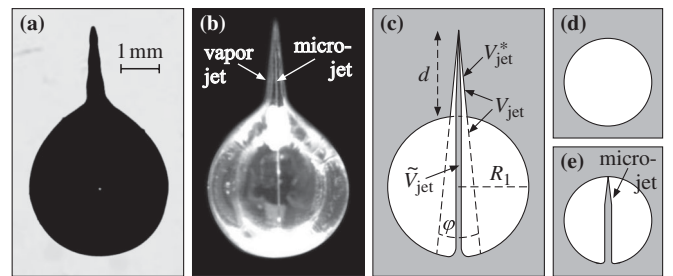 (a)
1 mm
(b)
vapor micro-
jet jet
(c)
d
V*jet
Vjet
Ṽjet
R1
φ
(d)
(e)
micro-
jet